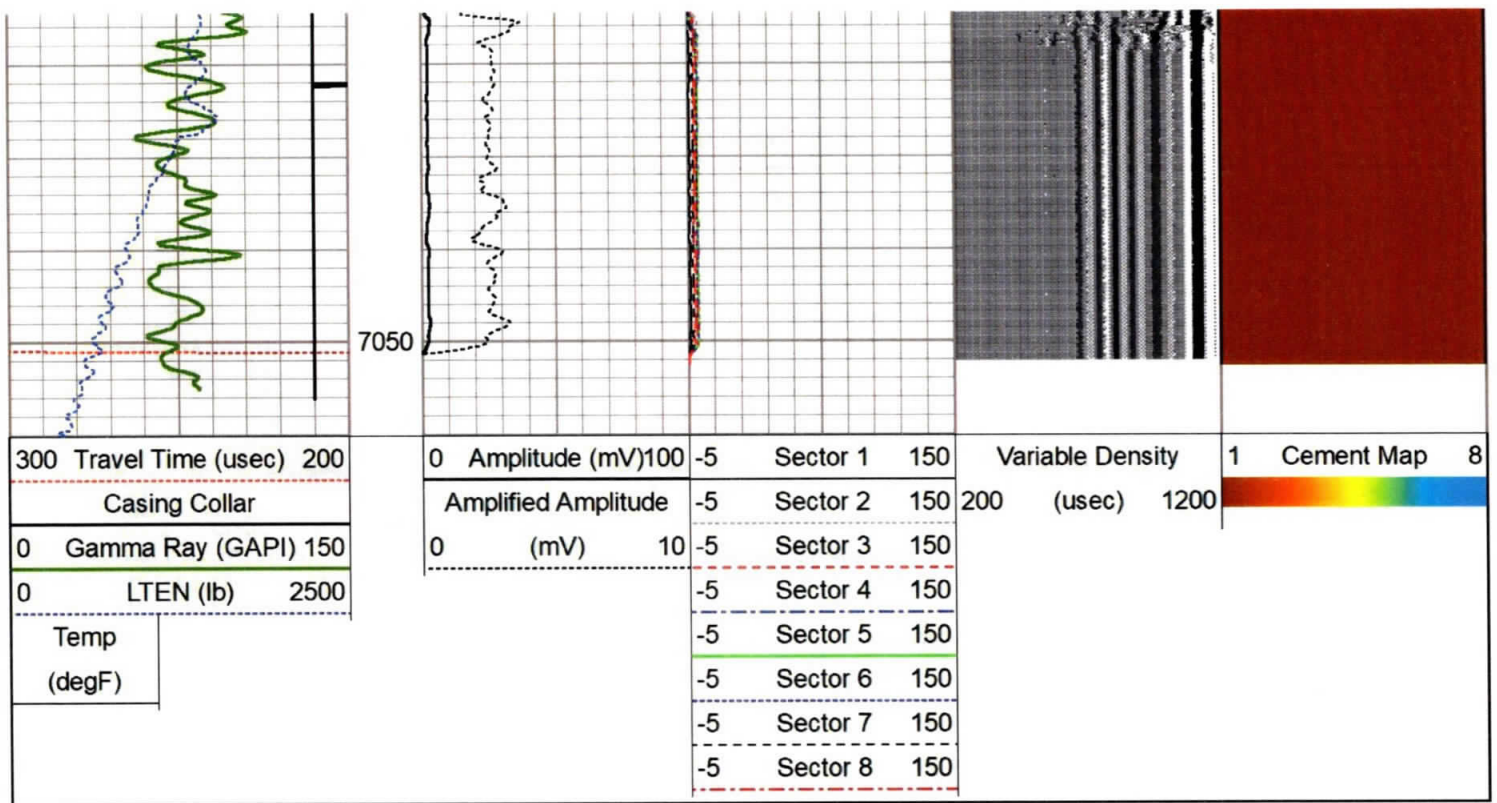 7050
300 Travel Time (usec) 200
Casing Collar
0 Gamma Ray (GAPI) 150
0 LTEN (lb) 2500
Temp
(degF)
0 Amplitude (mV)100
Amplified Amplitude
0 (mV) 10
-5 Sector 1 150
-5 Sector 2 150
-5 Sector 3 150
-5 Sector 4 150
-5 Sector 5 150
-5 Sector 6 150
-5 Sector 7 150
-5 Sector 8 150
Variable Density
200 (usec) 1200
1 Cement Map 8